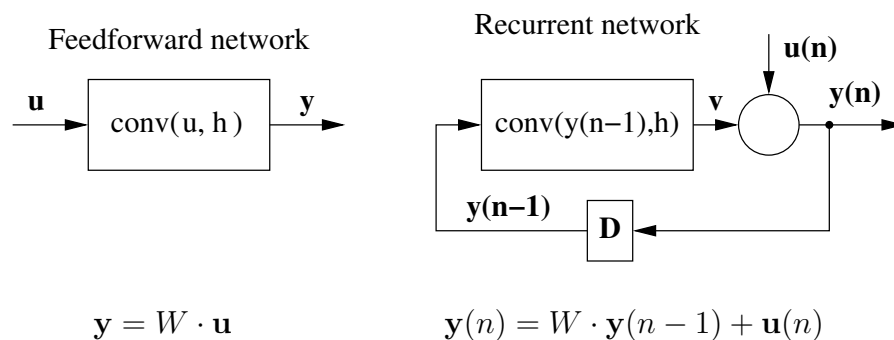 Feedforward network
u
conv(u, h )
y
y = W · u
Recurrent network
u(n)
conv(y(n−1),h)
v
y(n)
y(n−1)
D
y(n) = W · y(n − 1) + u(n)